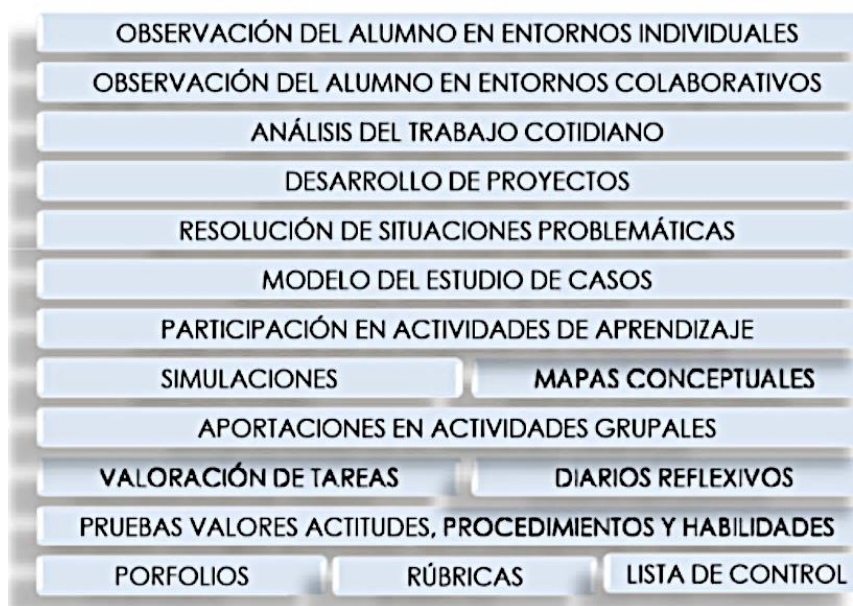 OBSERVACIÓN DEL ALUMNO EN ENTORNOS INDIVIDUALES
OBSERVACIÓN DEL ALUMNO EN ENTORNOS COLABORATIVOS
ANÁLISIS DEL TRABAJO COTIDIANO
DESARROLLO DE PROYECTOS
RESOLUCIÓN DE SITUACIONES PROBLEMÁTICAS
MODELO DEL ESTUDIO DE CASOS
PARTICIPACIÓN EN ACTIVIDADES DE APRENDIZAJE
SIMULACIONES
MAPAS CONCEPTUALES
APORTACIONES EN ACTIVIDADES GRUPALES
VALORACIÓN DE TAREAS
DIARIOS REFLEXIVOS
PRUEBAS VALORES ACTITUDES, PROCEDIMIENTOS Y HABILIDADES
PORFOLIOS
RÚBRICAS
LISTA DE CONTROL